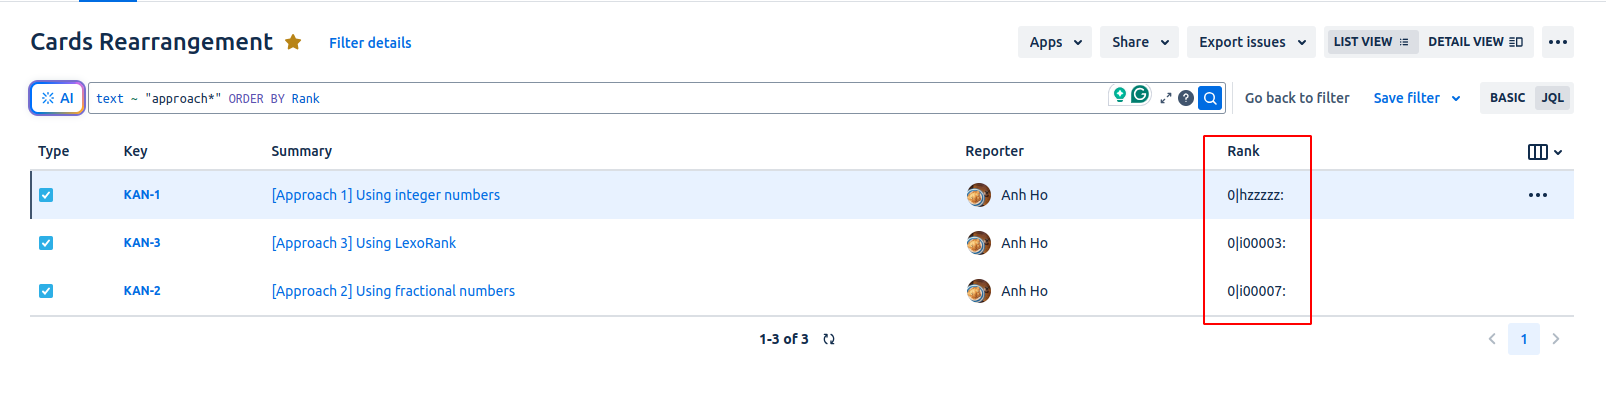 Cards Rearrangement Filter details Apps Share Export issues LIST VIEW DETAIL VIEW
AI text ~ "approach*" ORDER BY Rank Go back to filter Save filter BASIC JQL
Type Key Summary Reporter Rank
KAN-1 [Approach 1] Using integer numbers Anh Ho 0|hzzzzz:
KAN-3 [Approach 3] Using LexoRank Anh Ho 0|i00003:
KAN-2 [Approach 2] Using fractional numbers Anh Ho 0|i00007:
1-3 of 3 1